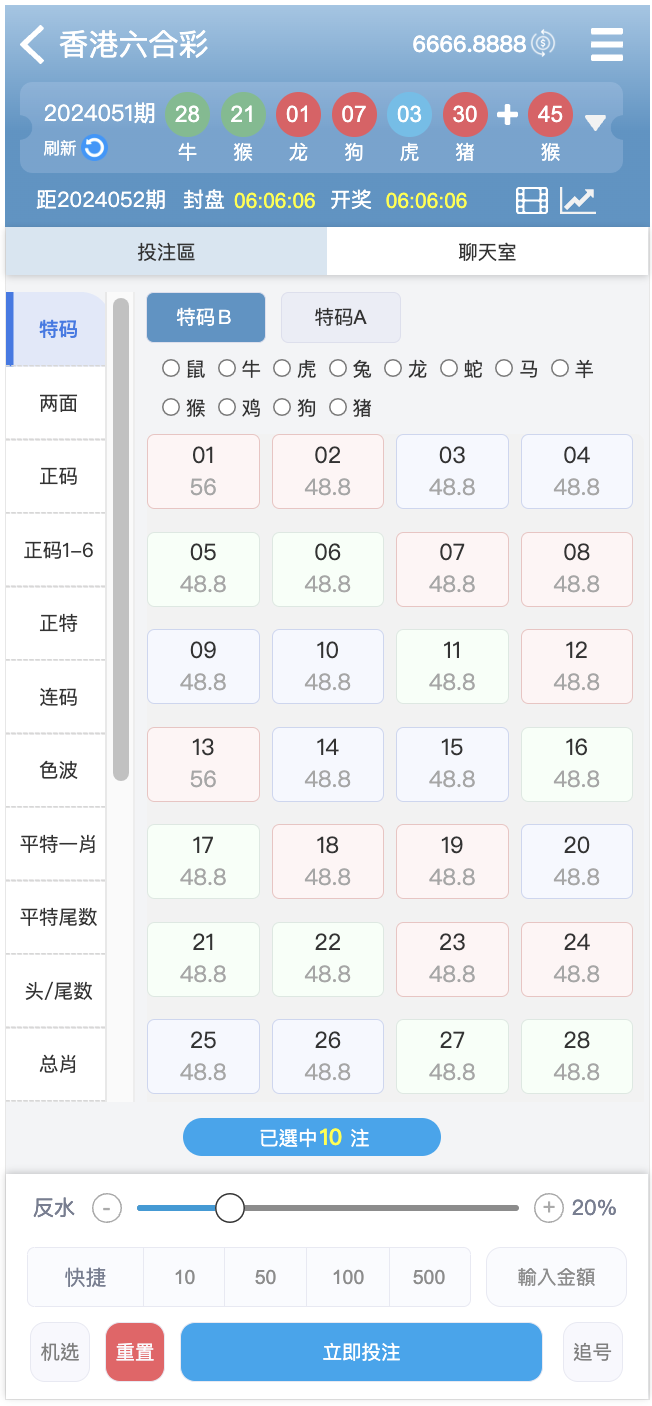 香港六合彩 6666.8888
2024051期 28 21 01 07 03 30 + 45
刷新 牛 猴 龙 狗 虎 猪 猴
距2024052期 封盘 06:06:06 开奖 06:06:06
投注區 聊天室
特码
两面
正码
正码1-6
正特
连码
色波
平特一肖
平特尾数
头/尾数
总肖
特码B 特码A
鼠 牛 虎 兔 龙 蛇 马 羊
猴 鸡 狗 猪
01 02 03 04
56 48.8 48.8 48.8
05 06 07 08
48.8 48.8 48.8 48.8
09 10 11 12
48.8 48.8 48.8 48.8
13 14 15 16
56 48.8 48.8 48.8
17 18 19 20
48.8 48.8 48.8 48.8
21 22 23 24
48.8 48.8 48.8 48.8
25 26 27 28
48.8 48.8 48.8 48.8
已選中10 注
反水 - + 20%
快捷 10 50 100 500 輸入金額
机选 重置 立即投注 追号